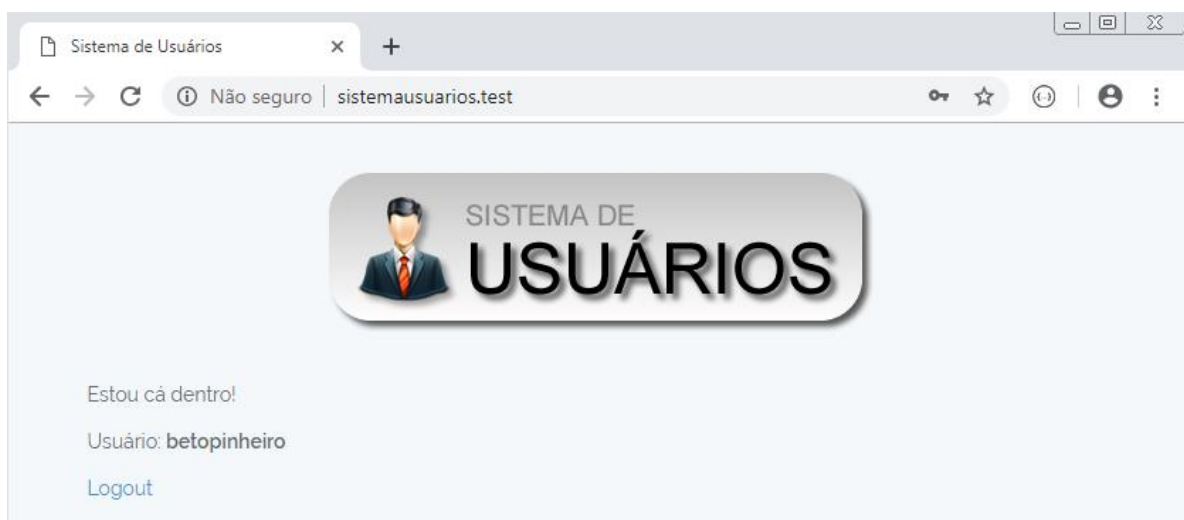 Sistema de Usuários
Não seguro | sistemausuarios.test
SISTEMA DE
USUÁRIOS
Estou cá dentro!
Usuário: betopinheiro
Logout